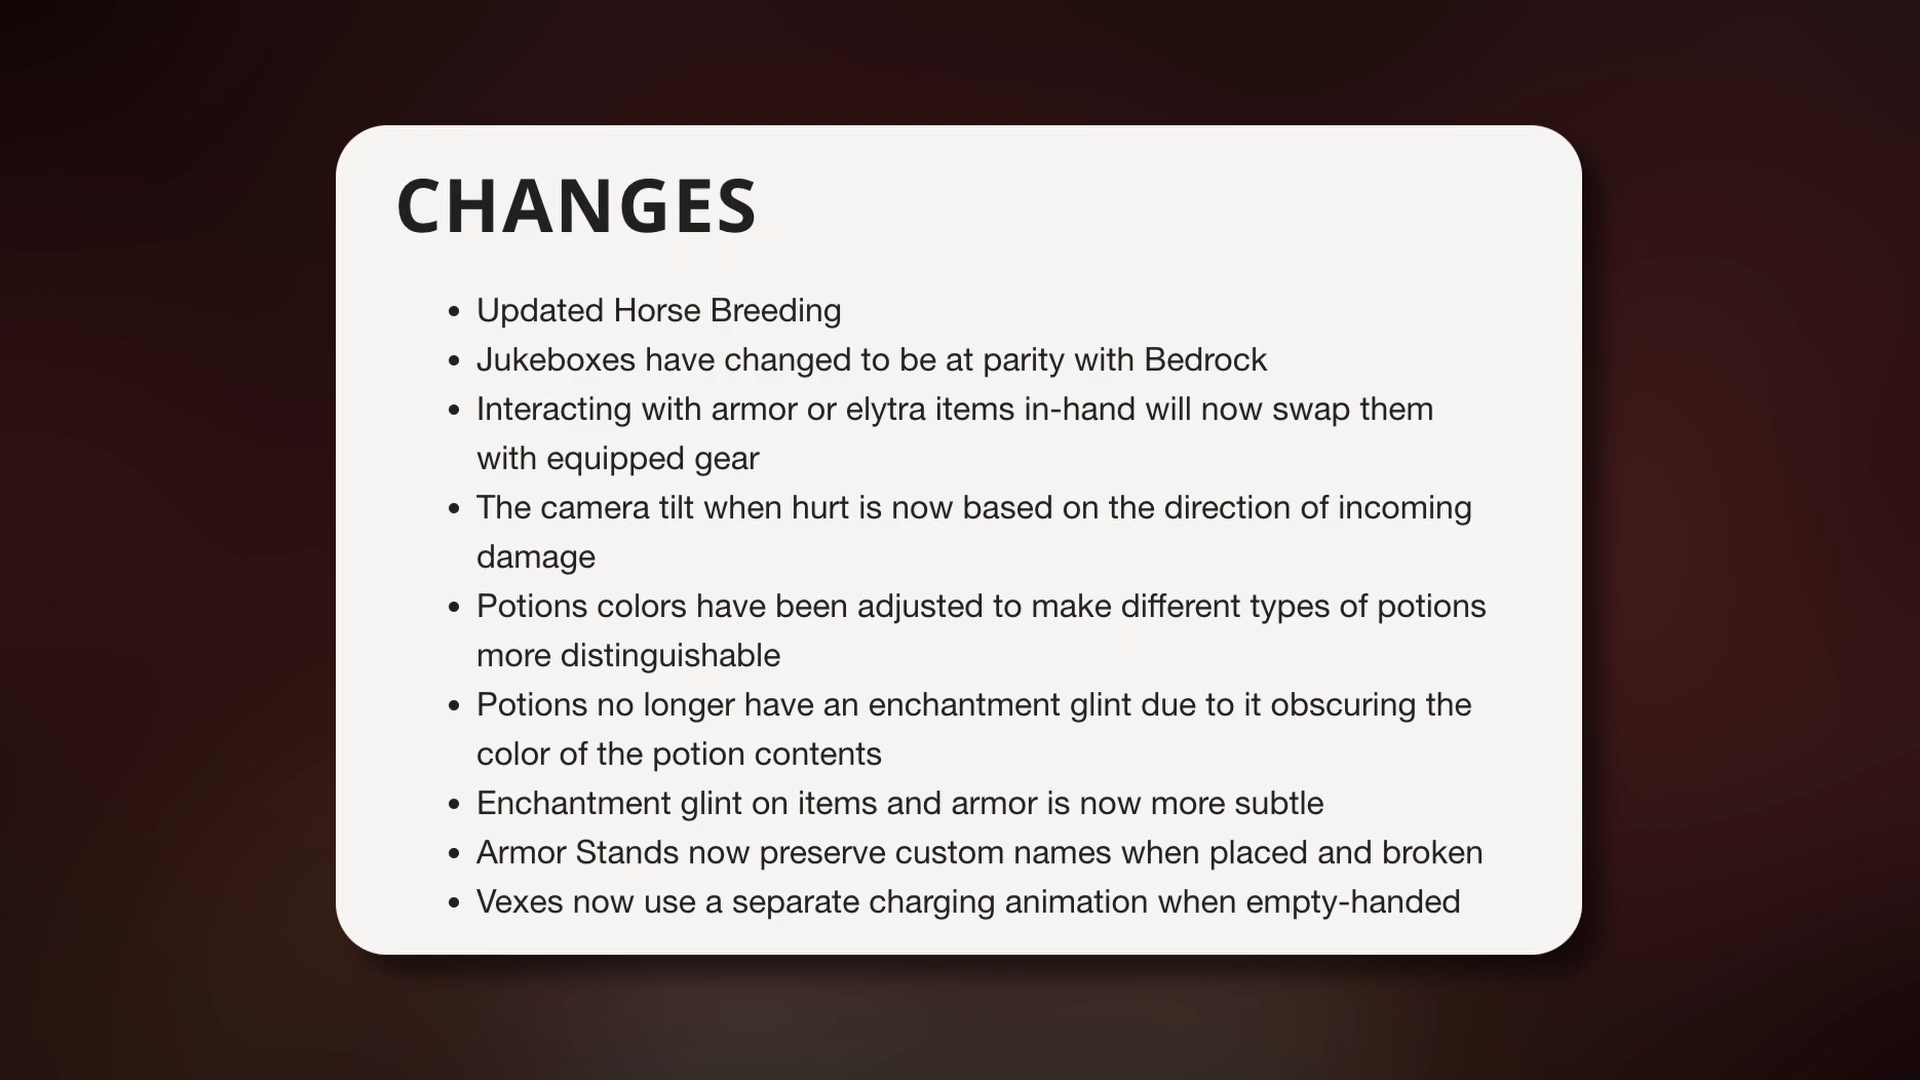 CHANGES
• Updated Horse Breeding
• Jukeboxes have changed to be at parity with Bedrock
• Interacting with armor or elytra items in-hand will now swap them
with equipped gear
• The camera tilt when hurt is now based on the direction of incoming
damage
• Potions colors have been adjusted to make different types of potions
more distinguishable
• Potions no longer have an enchantment glint due to it obscuring the
color of the potion contents
• Enchantment glint on items and armor is now more subtle
• Armor Stands now preserve custom names when placed and broken
• Vexes now use a separate charging animation when empty-handed